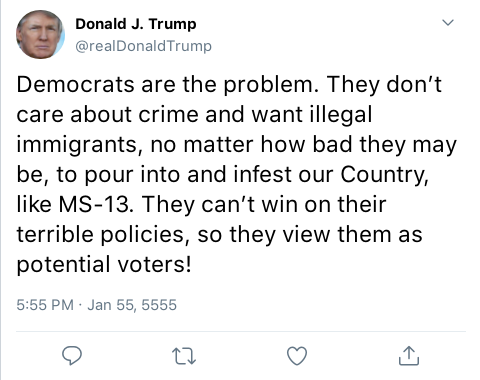 Donald J. Trump
@realDonaldTrump
Democrats are the problem. They don’t
care about crime and want illegal
immigrants, no matter how bad they may
be, to pour into and infest our Country,
like MS-13. They can’t win on their
terrible policies, so they view them as
potential voters!
5:55 PM · Jan 55, 5555